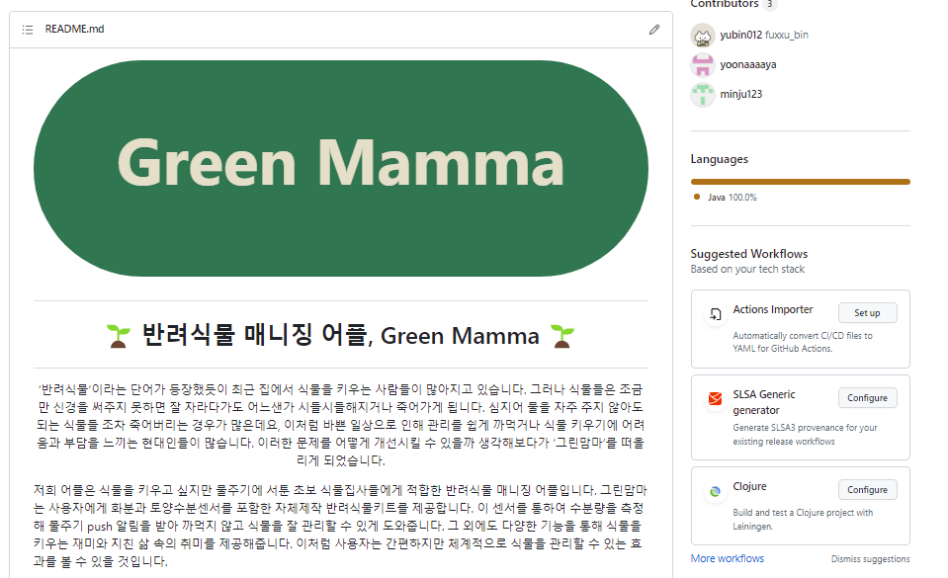 README.md
Green Mamma
반려식물 매니징 어플, Green Mamma
'반려식물'이라는 단어가 등장했듯이 최근 집에서 식물을 키우는 사람들이 많아지고 있습니다. 그러나 식물들은 조금
만 신경을 써주지 못하면 잘 자라다가도 어느샌가 시들시들해지거나 죽어가게 됩니다. 심지어 물을 자주 주지 않아도
되는 식물을 조차 죽어버리는 경우가 많은데요, 이처럼 바쁜 일상으로 인해 관리를 쉽게 까먹거나 식물 키우기에 어려
움과 부담을 느끼는 현대인들이 많습니다. 이러한 문제를 어떻게 개선시킬 수 있을까 생각해보다가 '그린맘마'를 떠올
리게 되었습니다.
저희 어플은 식물을 키우고 싶지만 물주기에 서툰 초보 식물집사들에게 적합한 반려식물 매니징 어플입니다. 그린맘마
는 사용자에게 화분과 토양수분센서를 포함한 자체제작 반려식물키트를 제공합니다. 이 센서를 통하여 수분량을 측정
해 물주기 push 알림을 받아 까먹지 않고 식물을 잘 관리할 수 있게 도와줍니다. 그 외에도 다양한 기능을 통해 식물을
키우는 재미와 지친 삶 속의 취미를 제공해줍니다. 이처럼 사용자는 간편하지만 체계적으로 식물을 관리할 수 있는 효
과를 볼 수 있을 것입니다.
Contributors 3
yubin012 fuxxu_bin
yoonaaaaya
minju123
Languages
Java 100.0%
Suggested Workflows
Based on your tech stack
Actions Importer
Set up
Automatically convert CI/CD files to
YAML for GitHub Actions.
SLSA Generic
generator
Configure
Generate SLSA3 provenance for your
existing release workflows
Clojure
Configure
Build and test a Clojure project with
Leiningen.
More workflows
Dismiss suggestions